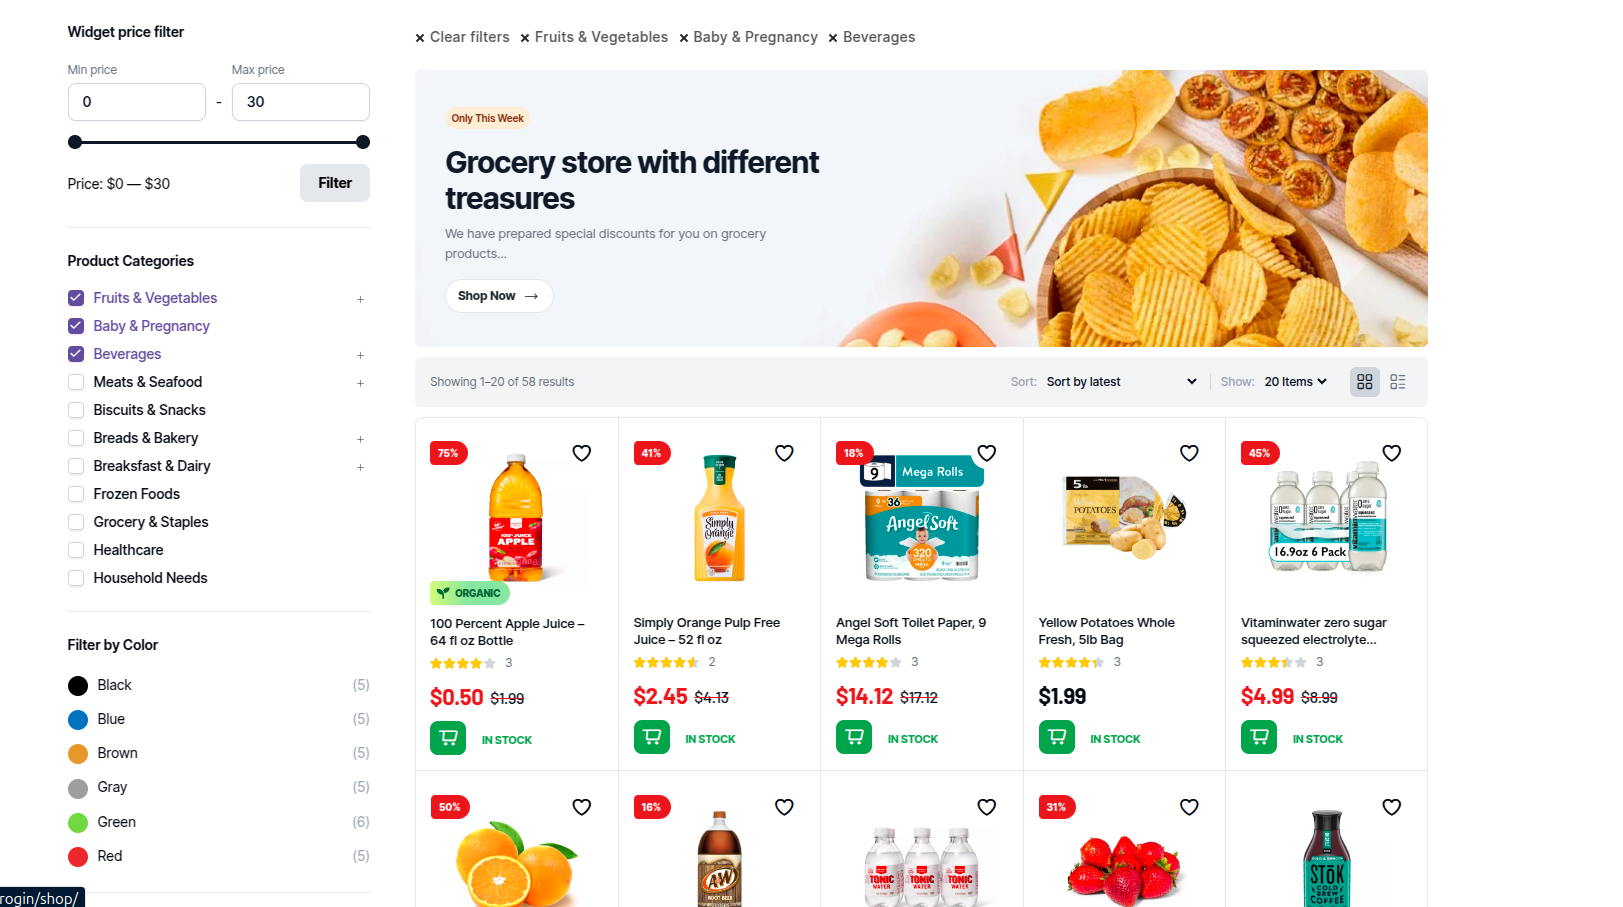 Widget price filter
Min price
Max price
0
-
30
Price: $0 — $30
Filter
Product Categories
Fruits & Vegetables
+
Baby & Pregnancy
Beverages
+
Meats & Seafood
+
Biscuits & Snacks
Breads & Bakery
+
Breaksfast & Dairy
+
Frozen Foods
Grocery & Staples
Healthcare
Household Needs
Filter by Color
Black (5)
Blue (5)
Brown (5)
Gray (5)
Green (6)
Red (5)
rogin/shop/
× Clear filters × Fruits & Vegetables × Baby & Pregnancy × Beverages
Only This Week
Grocery store with different
treasures
We have prepared special discounts for you on grocery
products...
Shop Now →
Showing 1–20 of 58 results
Sort: Sort by latest
Show: 20 Items
75%
100% JUICE
APPLE
ORGANIC
100 Percent Apple Juice –
64 fl oz Bottle
3
$0.50 $1.99
IN STOCK
41%
Simply
Orange
Simply Orange Pulp Free
Juice – 52 fl oz
2
$2.45 $4.13
IN STOCK
18%
9
Mega Rolls
9 = 36
Angel Soft
320
Angel Soft Toilet Paper, 9
Mega Rolls
3
$14.12 $17.12
IN STOCK
5 lb
POTATOES
Yellow Potatoes Whole
Fresh, 5lb Bag
3
$1.99
IN STOCK
45%
squeezed
vitaminwater
16.9oz 6 Pack
Vitaminwater zero sugar
squeezed electrolyte...
3
$4.99 $8.99
IN STOCK
50%
16%
A&W
ROOT BEER
TONIC
WATER
TONIC
WATER
TONIC
WATER
31%
BOLD & SMOOTH
STōK
COLD
BREW
COFFEE